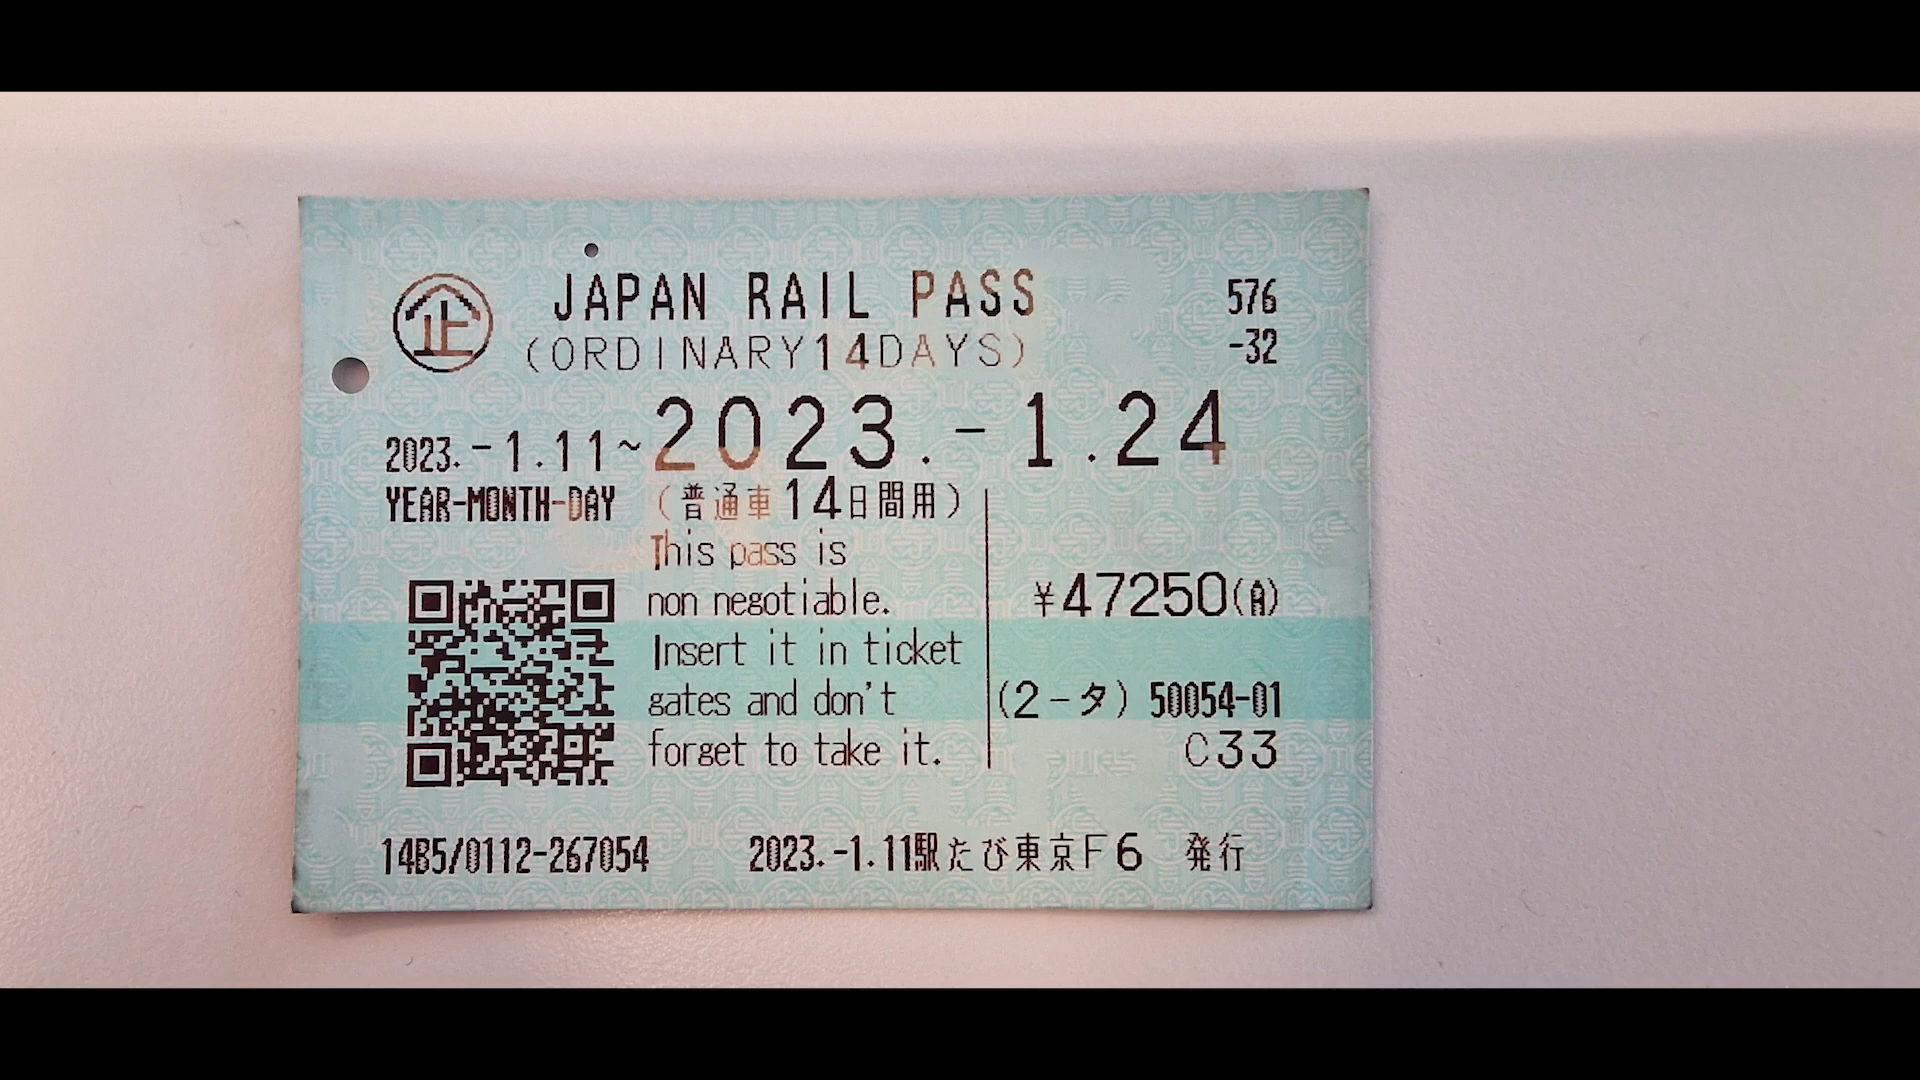 企 JAPAN RAIL PASS 576
(ORDINARY14DAYS) -32
2023.-1.11~2023.-1.24
YEAR-MONTH-DAY (普通車14日間用)
This pass is
non negotiable. ¥47250(A)
Insert it in ticket
gates and don't (2-タ) 50054-01
forget to take it. C33
14B5/0112-267054 2023.-1.11駅たび東京F6 発行